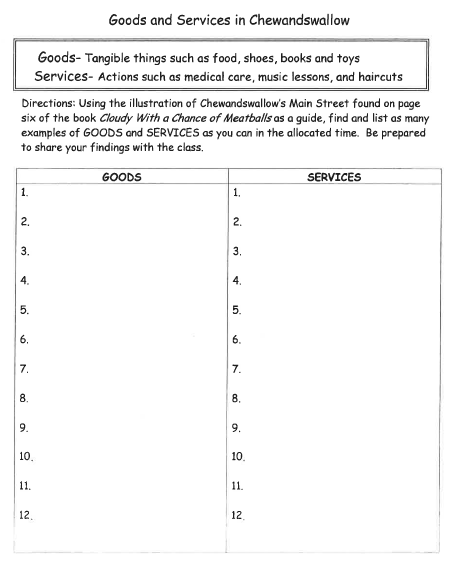 Goods and Services in Chewandswallow
Goods- Tangible things such as food, shoes, books and toys
Services- Actions such as medical care, music lessons, and haircuts
Directions: Using the illustration of Chewandswallow's Main Street found on page
six of the book Cloudy With a Chance of Meatballs as a guide, find and list as many
examples of GOODS and SERVICES as you can in the allocated time. Be prepared
to share your findings with the class.
GOODS SERVICES
1. 1.
2. 2.
3. 3.
4. 4.
5. 5.
6. 6.
7. 7.
8. 8.
9. 9.
10. 10.
11. 11.
12. 12.